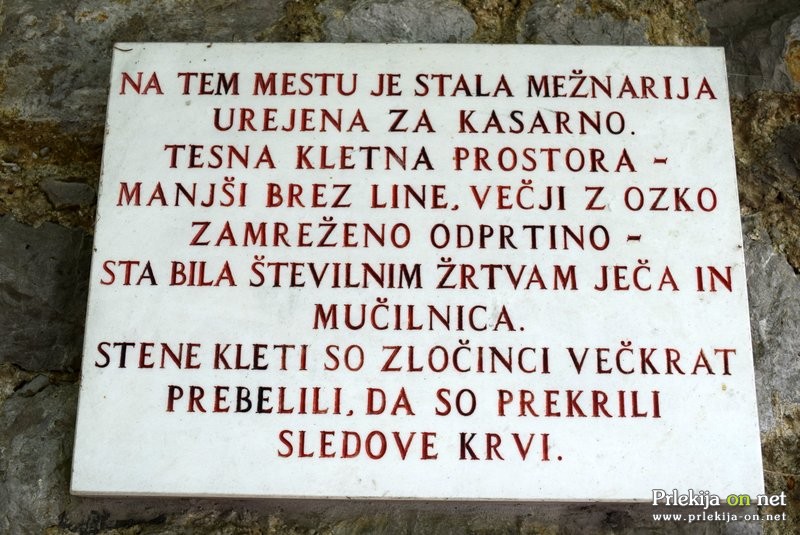 NA TEM MESTU JE STALA MEŽNARIJA
UREJENA ZA KASARNO.
TESNA KLETNA PROSTORA –
MANJŠI BREZ LINE, VEČJI Z OZKO
ZAMREŽENO ODPRTINO –
STA BILA ŠTEVILNIM ŽRTVAM JEČA IN
MUČILNICA.
STENE KLETI SO ZLOČINCI VEČKRAT
PREBELILI, DA SO PREKRILI
SLEDOVE KRVI.
Prlekija-on.net
www.prlekija-on.net